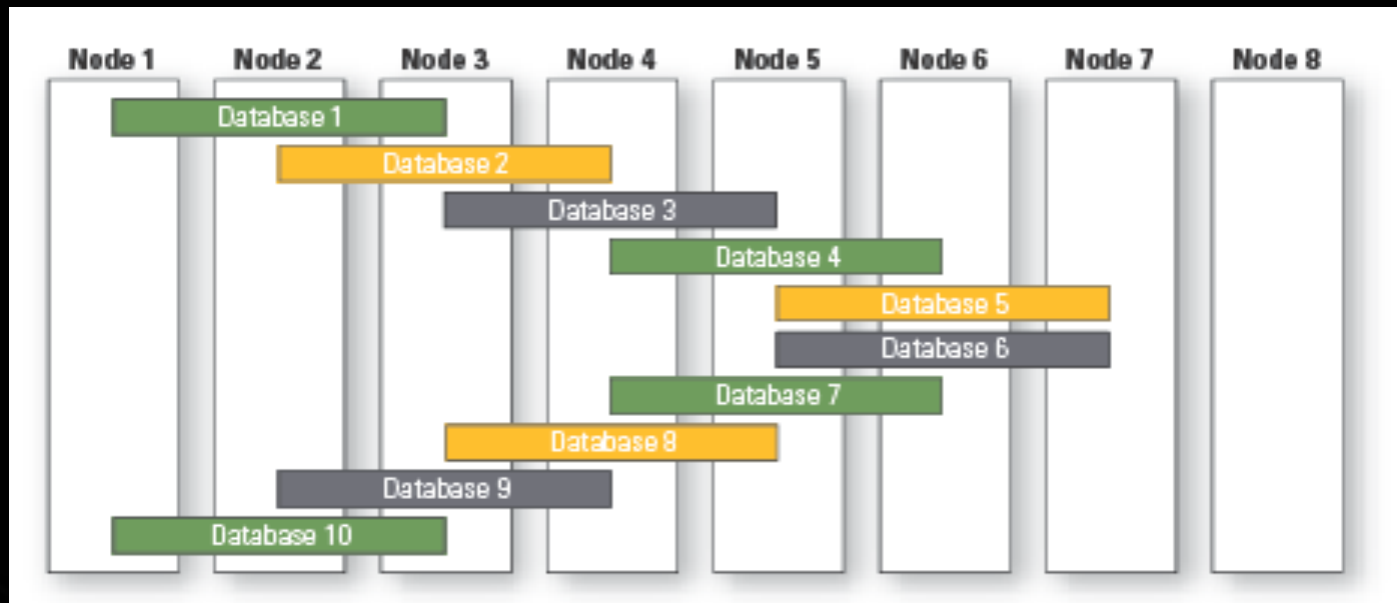 Node 1 Node 2 Node 3 Node 4 Node 5 Node 6 Node 7 Node 8
Database 1
Database 2
Database 3
Database 4
Database 5
Database 6
Database 7
Database 8
Database 9
Database 10